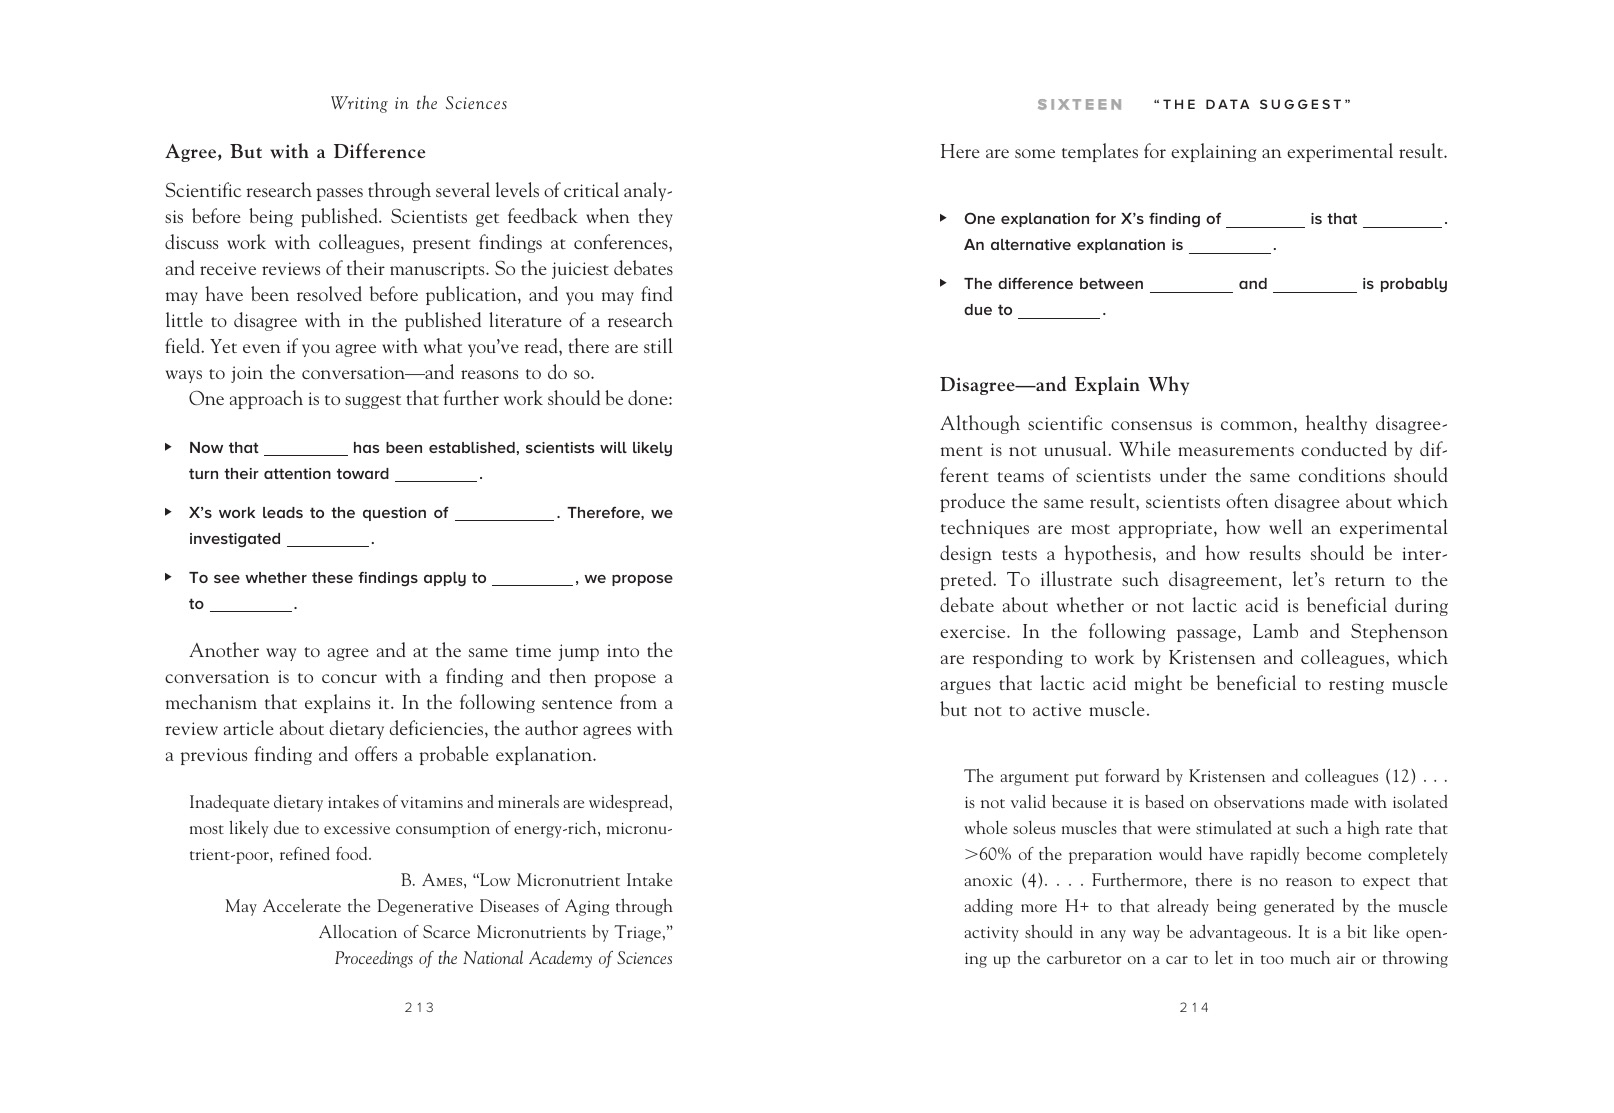 Writing in the Sciences
Agree, But with a Difference
Scientific research passes through several levels of critical analy-
sis before being published. Scientists get feedback when they
discuss work with colleagues, present findings at conferences,
and receive reviews of their manuscripts. So the juiciest debates
may have been resolved before publication, and you may find
little to disagree with in the published literature of a research
field. Yet even if you agree with what you’ve read, there are still
ways to join the conversation—and reasons to do so.
One approach is to suggest that further work should be done:
▸ Now that _________ has been established, scientists will likely
turn their attention toward _________.
▸ X’s work leads to the question of ___________. Therefore, we
investigated _________.
▸ To see whether these findings apply to _________, we propose
to _________.
Another way to agree and at the same time jump into the
conversation is to concur with a finding and then propose a
mechanism that explains it. In the following sentence from a
review article about dietary deficiencies, the author agrees with
a previous finding and offers a probable explanation.
Inadequate dietary intakes of vitamins and minerals are widespread,
most likely due to excessive consumption of energy-rich, micronu-
trient-poor, refined food.
B. Ames, “Low Micronutrient Intake
May Accelerate the Degenerative Diseases of Aging through
Allocation of Scarce Micronutrients by Triage,”
Proceedings of the National Academy of Sciences
213
SIXTEEN “THE DATA SUGGEST”
Here are some templates for explaining an experimental result.
▸ One explanation for X’s finding of _________ is that _________.
An alternative explanation is _________.
▸ The difference between _________ and _________ is probably
due to _________.
Disagree—and Explain Why
Although scientific consensus is common, healthy disagree-
ment is not unusual. While measurements conducted by dif-
ferent teams of scientists under the same conditions should
produce the same result, scientists often disagree about which
techniques are most appropriate, how well an experimental
design tests a hypothesis, and how results should be inter-
preted. To illustrate such disagreement, let’s return to the
debate about whether or not lactic acid is beneficial during
exercise. In the following passage, Lamb and Stephenson
are responding to work by Kristensen and colleagues, which
argues that lactic acid might be beneficial to resting muscle
but not to active muscle.
The argument put forward by Kristensen and colleagues (12) . . .
is not valid because it is based on observations made with isolated
whole soleus muscles that were stimulated at such a high rate that
>60% of the preparation would have rapidly become completely
anoxic (4). . . . Furthermore, there is no reason to expect that
adding more H+ to that already being generated by the muscle
activity should in any way be advantageous. It is a bit like open-
ing up the carburetor on a car to let in too much air or throwing
214